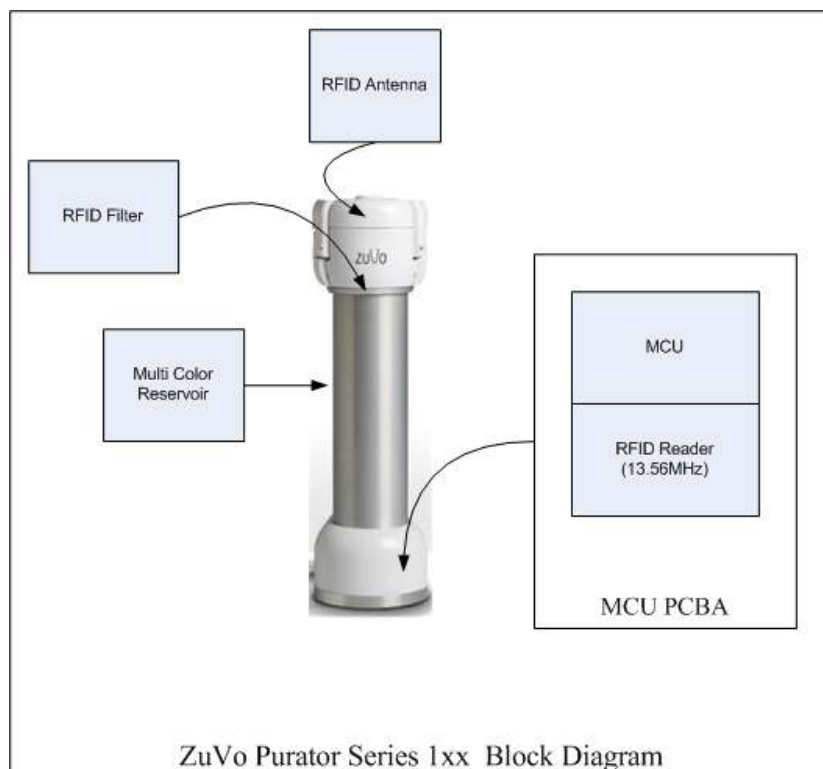 RFID Antenna
RFID Filter
zuVo
Multi Color
Reservoir
MCU
RFID Reader
(13.56MHz)
MCU PCBA
ZuVo Purator Series 1xx Block Diagram